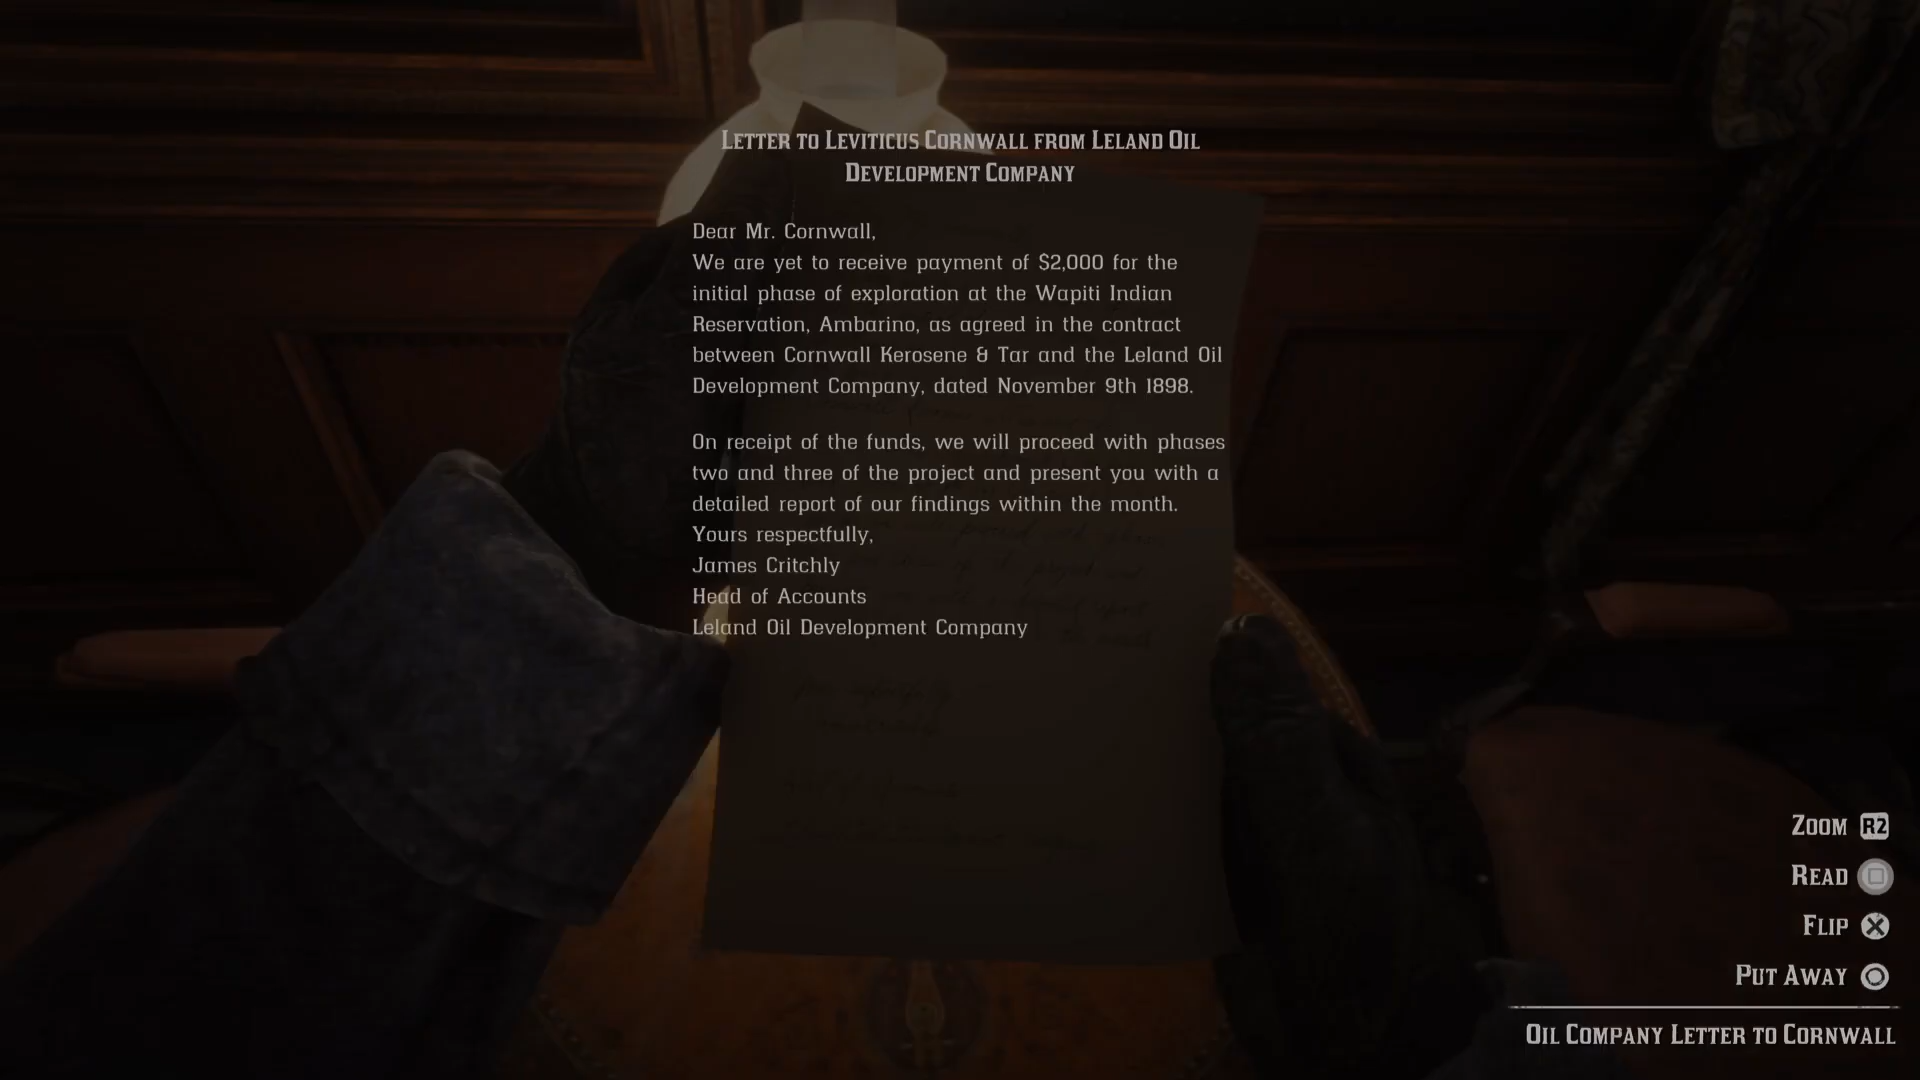 Letter to Leviticus Cornwall from Leland Oil
Development Company
Dear Mr. Cornwall,
We are yet to receive payment of $2,000 for the
initial phase of exploration at the Wapiti Indian
Reservation, Ambarino, as agreed in the contract
between Cornwall Kerosene & Tar and the Leland Oil
Development Company, dated November 9th 1898.
On receipt of the funds, we will proceed with phases
two and three of the project and present you with a
detailed report of our findings within the month.
Yours respectfully,
James Critchly
Head of Accounts
Leland Oil Development Company
Zoom R2
Read
Flip
Put Away
Oil Company Letter to Cornwall